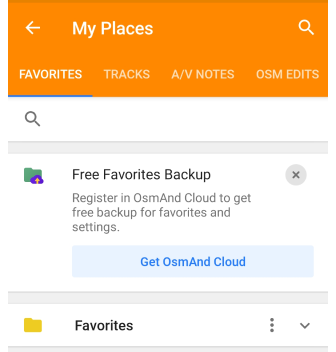 My Places
FAVORITES TRACKS A/V NOTES OSM EDITS
Free Favorites Backup
Register in OsmAnd Cloud to get
free backup for favorites and
settings.
Get OsmAnd Cloud
Favorites